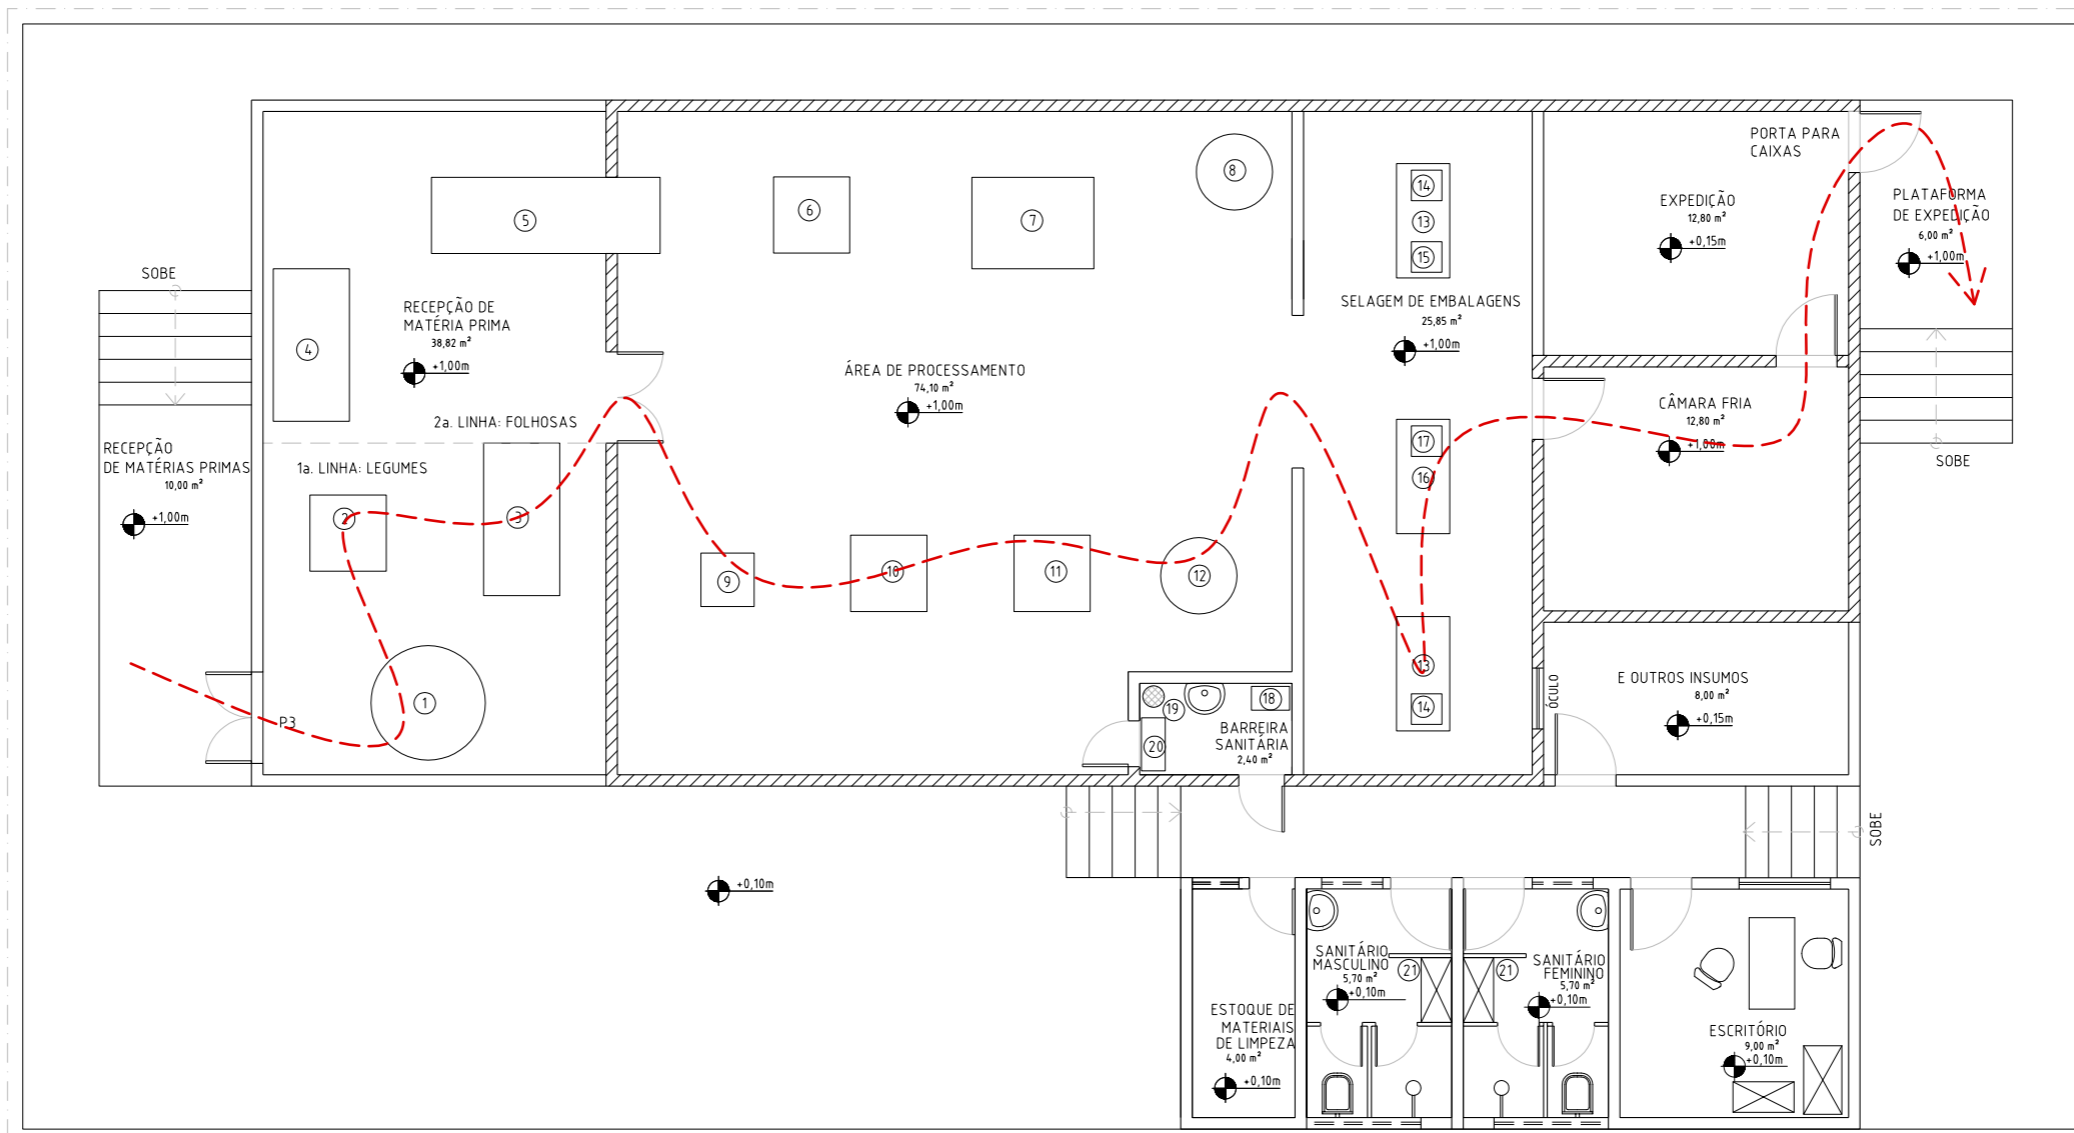 PORTA PARA
CAIXAS
EXPEDIÇÃO
12,80 m²
+0,15m
PLATAFORMA
DE EXPEDIÇÃO
6,00 m²
+1,00m
8
14
13
15
5
6
7
SOBE
RECEPÇÃO DE
MATÉRIA PRIMA
38,82 m²
+1,00m
4
SELAGEM DE EMBALAGENS
25,85 m²
+1,00m
ÁREA DE PROCESSAMENTO
74,10 m²
+1,00m
CÂMARA FRIA
12,80 m²
+1,00m
2a. LINHA: FOLHOSAS
RECEPÇÃO
DE MATÉRIAS PRIMAS
10,00 m²
+1,00m
1a. LINHA: LEGUMES
17
16
SOBE
2
3
9
10
11
12
13
14
1
P3
E OUTROS INSUMOS
8,00 m²
+0,15m
ÓCULO
18
19
20
BARREIRA
SANITÁRIA
2,40 m²
SOBE
+0,10m
SANITÁRIO
MASCULINO
5,70 m²
+0,10m
21
21
SANITÁRIO
FEMININO
5,70 m²
+0,10m
ESTOQUE DE
MATERIAIS
DE LIMPEZA
4,00 m²
+0,10m
ESCRITÓRIO
9,00 m²
+0,10m